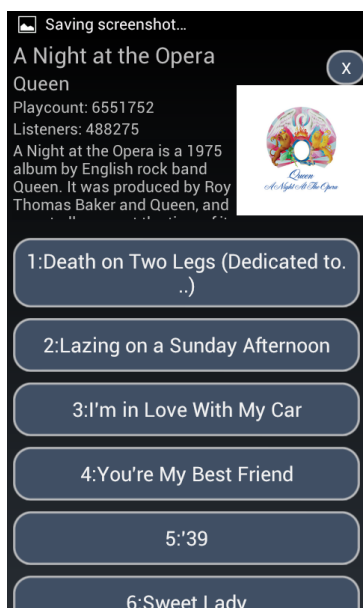 Saving screenshot...
A Night at the Opera
X
Queen
Playcount: 6551752
Listeners: 488275
A Night at the Opera is a 1975
album by English rock band
Queen. It was produced by Roy
Thomas Baker and Queen, and
Queen
A Night At The Opera
1:Death on Two Legs (Dedicated to.
..)
2:Lazing on a Sunday Afternoon
3:I'm in Love With My Car
4:You're My Best Friend
5:'39
6:Sweet Lady